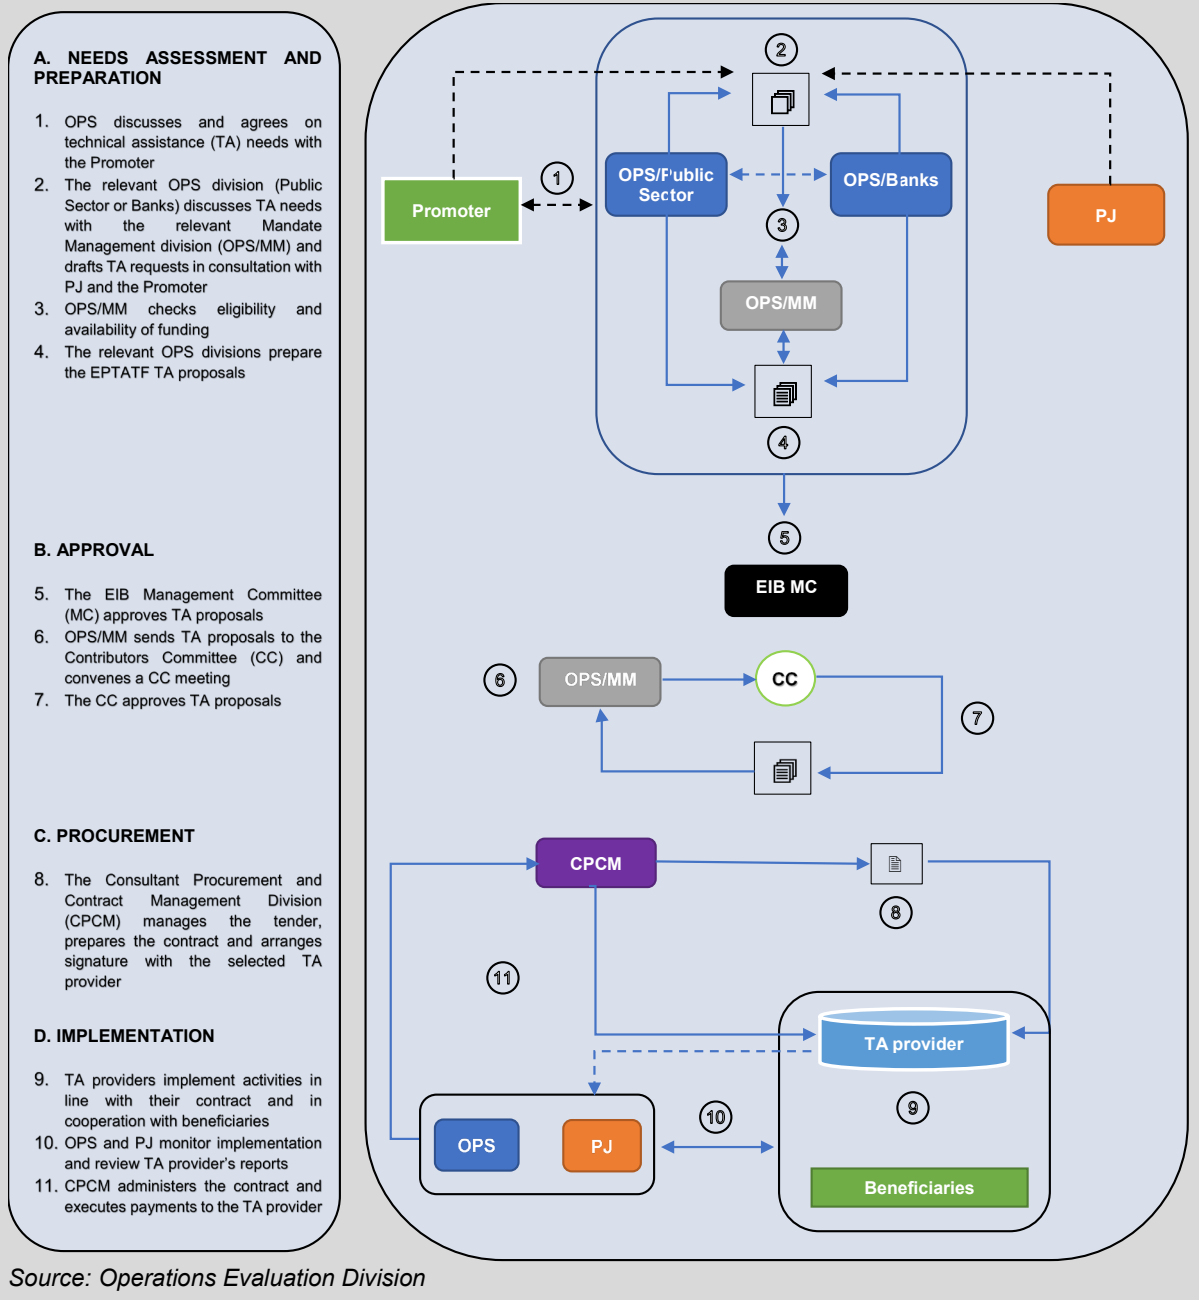 A. NEEDS ASSESSMENT AND
PREPARATION
1. OPS discusses and agrees on
technical assistance (TA) needs with
the Promoter
2. The relevant OPS division (Public
Sector or Banks) discusses TA needs
with the relevant Mandate
Management division (OPS/MM) and
drafts TA requests in consultation with
PJ and the Promoter
3. OPS/MM checks eligibility and
availability of funding
4. The relevant OPS divisions prepare
the EPTATF TA proposals
B. APPROVAL
5. The EIB Management Committee
(MC) approves TA proposals
6. OPS/MM sends TA proposals to the
Contributors Committee (CC) and
convenes a CC meeting
7. The CC approves TA proposals
C. PROCUREMENT
8. The Consultant Procurement and
Contract Management Division
(CPCM) manages the tender,
prepares the contract and arranges
signature with the selected TA
provider
D. IMPLEMENTATION
9. TA providers implement activities in
line with their contract and in
cooperation with beneficiaries
10. OPS and PJ monitor implementation
and review TA provider's reports
11. CPCM administers the contract and
executes payments to the TA provider
2
1
OPS/Public
Sector
OPS/Banks
Promoter
PJ
3
OPS/MM
4
5
EIB MC
6
OPS/MM
CC
7
CPCM
8
11
TA provider
9
10
OPS
PJ
Beneficiaries
Source: Operations Evaluation Division